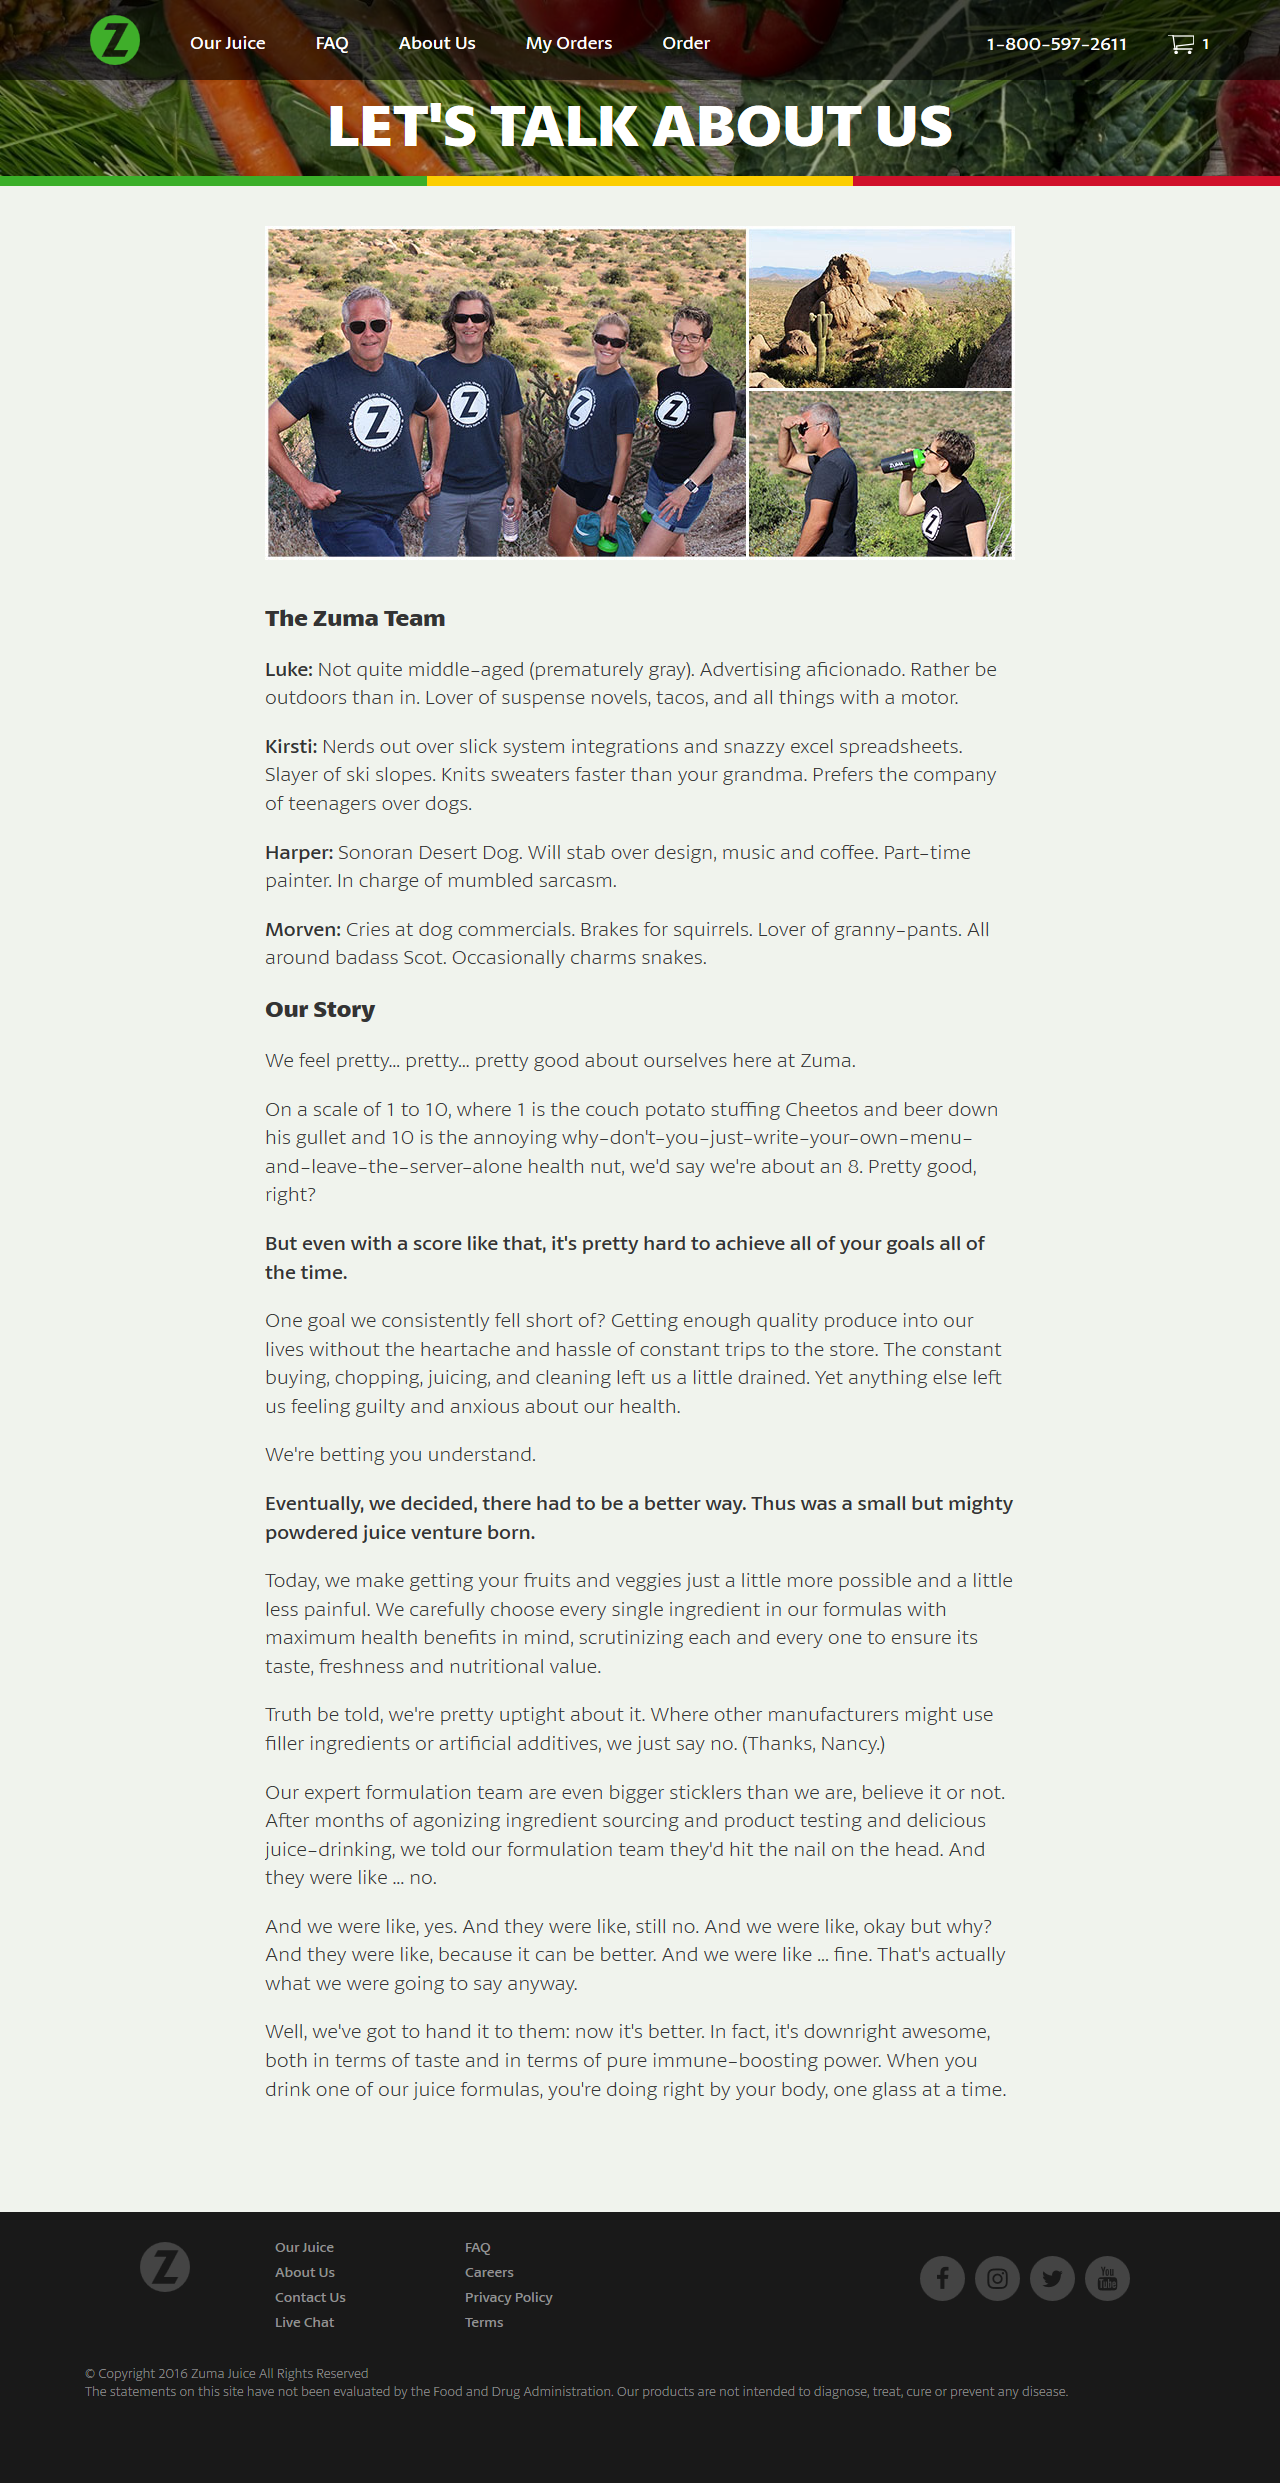 Z
Our Juice
FAQ
About Us
My Orders
Order
1-800-597-2611
1
LET'S TALK ABOUT US
Z
Z
Z
Z
ZUMA
Z
The Zuma Team
Luke: Not quite middle-aged (prematurely gray). Advertising aficionado. Rather be
outdoors than in. Lover of suspense novels, tacos, and all things with a motor.
Kirsti: Nerds out over slick system integrations and snazzy excel spreadsheets.
Slayer of ski slopes. Knits sweaters faster than your grandma. Prefers the company
of teenagers over dogs.
Harper: Sonoran Desert Dog. Will stab over design, music and coffee. Part-time
painter. In charge of mumbled sarcasm.
Morven: Cries at dog commercials. Brakes for squirrels. Lover of granny-pants. All
around badass Scot. Occasionally charms snakes.
Our Story
We feel pretty... pretty... pretty good about ourselves here at Zuma.
On a scale of 1 to 10, where 1 is the couch potato stuffing Cheetos and beer down
his gullet and 10 is the annoying why-don't-you-just-write-your-own-menu-
and-leave-the-server-alone health nut, we'd say we're about an 8. Pretty good,
right?
But even with a score like that, it's pretty hard to achieve all of your goals all of
the time.
One goal we consistently fell short of? Getting enough quality produce into our
lives without the heartache and hassle of constant trips to the store. The constant
buying, chopping, juicing, and cleaning left us a little drained. Yet anything else left
us feeling guilty and anxious about our health.
We're betting you understand.
Eventually, we decided, there had to be a better way. Thus was a small but mighty
powdered juice venture born.
Today, we make getting your fruits and veggies just a little more possible and a little
less painful. We carefully choose every single ingredient in our formulas with
maximum health benefits in mind, scrutinizing each and every one to ensure its
taste, freshness and nutritional value.
Truth be told, we're pretty uptight about it. Where other manufacturers might use
filler ingredients or artificial additives, we just say no. (Thanks, Nancy.)
Our expert formulation team are even bigger sticklers than we are, believe it or not.
After months of agonizing ingredient sourcing and product testing and delicious
juice-drinking, we told our formulation team they'd hit the nail on the head. And
they were like ... no.
And we were like, yes. And they were like, still no. And we were like, okay but why?
And they were like, because it can be better. And we were like ... fine. That's actually
what we were going to say anyway.
Well, we've got to hand it to them: now it's better. In fact, it's downright awesome,
both in terms of taste and in terms of pure immune-boosting power. When you
drink one of our juice formulas, you're doing right by your body, one glass at a time.
Z
Our Juice
About Us
Contact Us
Live Chat
FAQ
Careers
Privacy Policy
Terms
You
Tube
© Copyright 2016 Zuma Juice All Rights Reserved
The statements on this site have not been evaluated by the Food and Drug Administration. Our products are not intended to diagnose, treat, cure or prevent any disease.